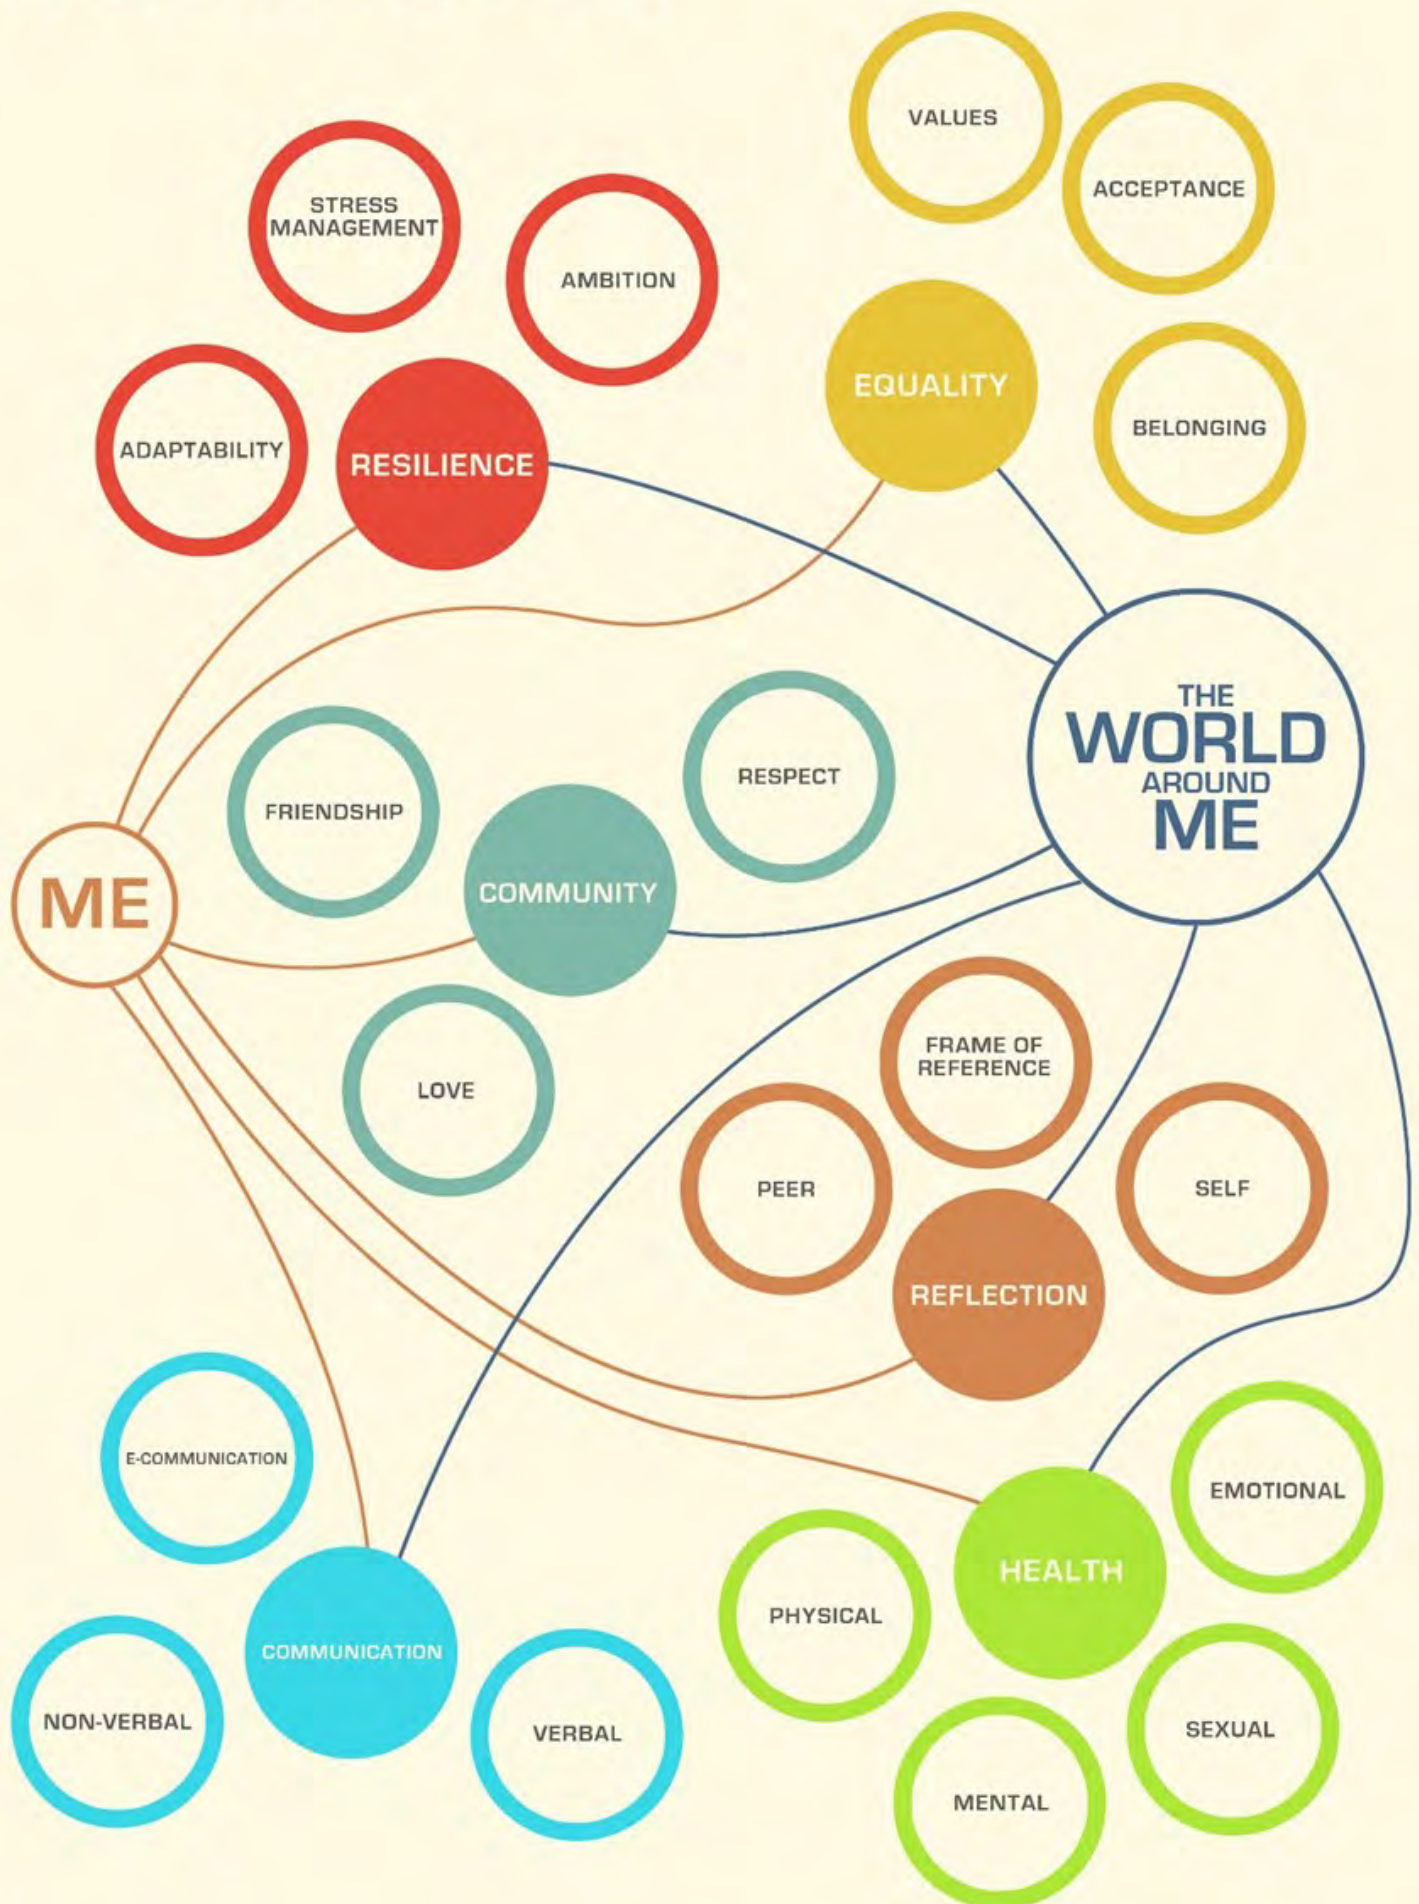 VALUES
ACCEPTANCE
STRESS
MANAGEMENT
AMBITION
EQUALITY
BELONGING
ADAPTABILITY
RESILIENCE
THE
WORLD
AROUND
ME
RESPECT
FRIENDSHIP
COMMUNITY
ME
LOVE
FRAME OF
REFERENCE
PEER
SELF
REFLECTION
E-COMMUNICATION
EMOTIONAL
HEALTH
PHYSICAL
COMMUNICATION
NON-VERBAL
VERBAL
SEXUAL
MENTAL